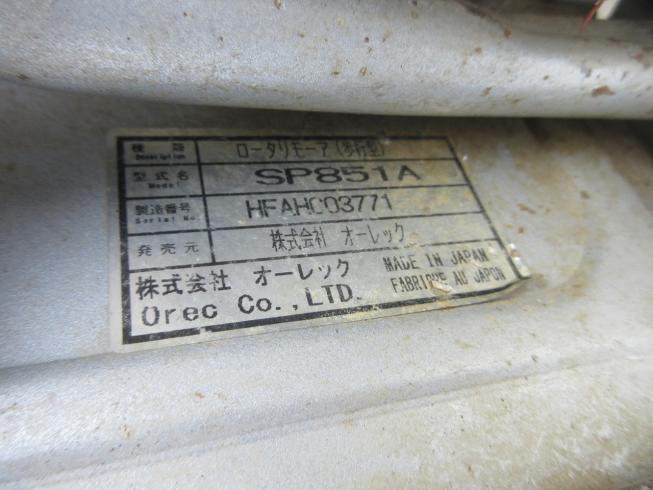 種 類 ロータリモーア(歩行型)
Description
型式名 SP851A
Model
製造番号 HFAHC03771
Serial No.
発売元 株式会社 オーレック
株式会社 オーレック MADE IN JAPAN
Orec Co.,LTD. FABRIQUE AU JAPON